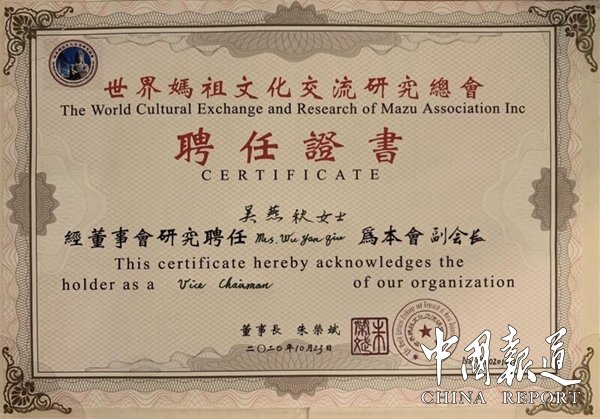 世界媽祖文化交流研究總會
The World Cultural Exchange and Research of Mazu Association Inc
聘任證書
CERTIFICATE
吴燕秋女士
經董事會研究聘任 Mrs. Wu Yan qiu 爲本會副会长
This certificate hereby acknowledges the
holder as a Vice Chairman of our organization
董事長 朱榮斌
二〇二〇年10月23日
中國報道
CHINA REPORT